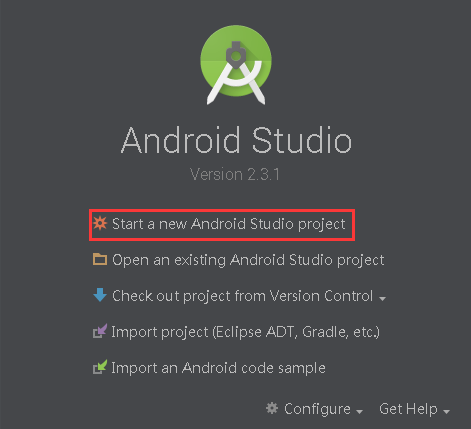 Android Studio
Version 2.3.1
Start a new Android Studio project
Open an existing Android Studio project
Check out project from Version Control
Import project (Eclipse ADT, Gradle, etc.)
Import an Android code sample
Configure Get Help